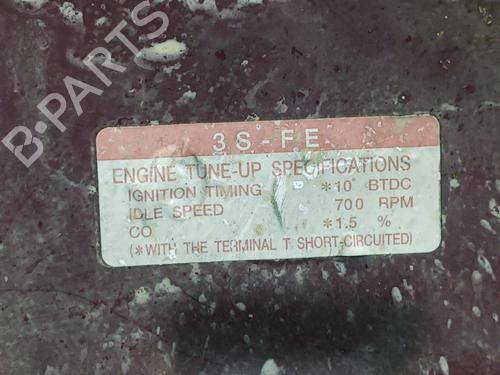 B-PARTS
3S-FE
ENGINE TUNE-UP SPECIFICATIONS
IGNITION TIMING *10° BTDC
IDLE SPEED 700 RPM
CO *1.5 %
(*WITH THE TERMINAL T SHORT-CIRCUITED)